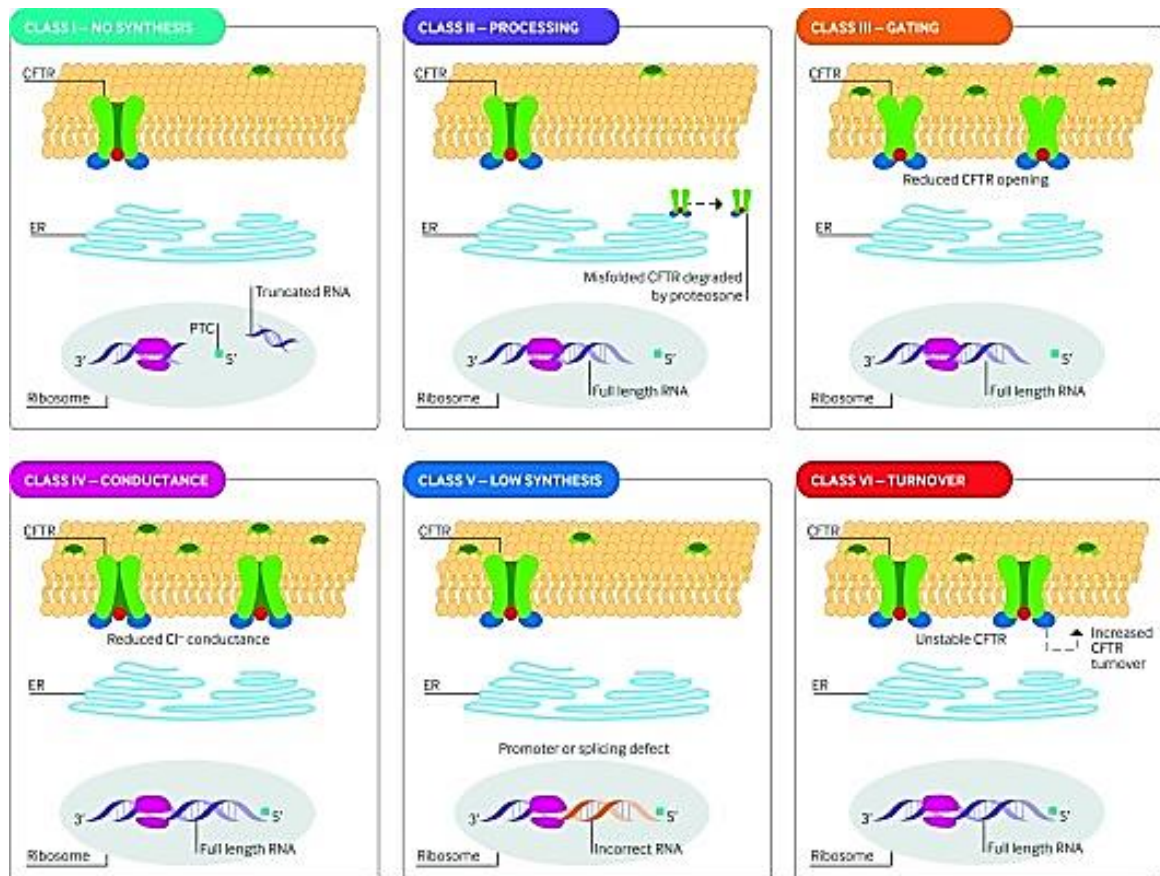 CLASS I – NO SYNTHESIS
CFTR
ER
Truncated RNA
PTC
3'
5'
Ribosome
CLASS II – PROCESSING
CFTR
ER
Misfolded CFTR degraded
by proteosone
3'
5'
Full length RNA
Ribosome
CLASS III – GATING
CFTR
Reduced CFTR opening
ER
3'
5'
Full length RNA
Ribosome
CLASS IV – CONDUCTANCE
CFTR
Reduced Cl⁻ conductance
ER
3'
5'
Full length RNA
Ribosome
CLASS V – LOW SYNTHESIS
CFTR
ER
Promoter or splicing defect
3'
5'
Incorrect RNA
Ribosome
CLASS VI – TURNOVER
CFTR
Unstable CFTR
Increased
CFTR
turnover
ER
3'
5'
Full length RNA
Ribosome